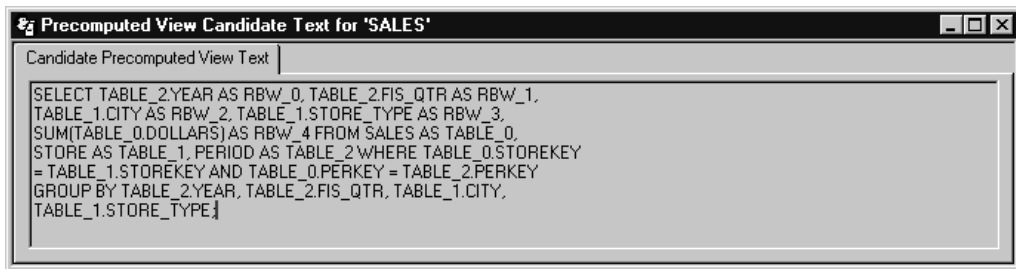 Precomputed View Candidate Text for 'SALES'
Candidate Precomputed View Text
SELECT TABLE_2.YEAR AS RBW_0, TABLE_2.FIS_QTR AS RBW_1,
TABLE_1.CITY AS RBW_2, TABLE_1.STORE_TYPE AS RBW_3,
SUM(TABLE_0.DOLLARS) AS RBW_4 FROM SALES AS TABLE_0,
STORE AS TABLE_1, PERIOD AS TABLE_2 WHERE TABLE_0.STOREKEY
= TABLE_1.STOREKEY AND TABLE_0.PERKEY = TABLE_2.PERKEY
GROUP BY TABLE_2.YEAR, TABLE_2.FIS_QTR, TABLE_1.CITY,
TABLE_1.STORE_TYPE;